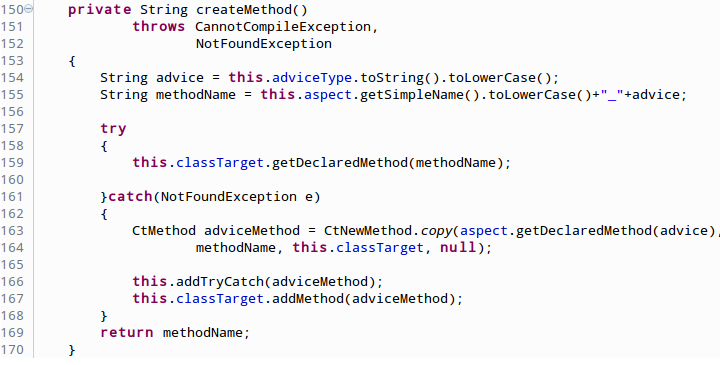 150 private String createMethod()
151 throws CannotCompileException,
152 NotFoundException
153 {
154 String advice = this.adviceType.toString().toLowerCase();
155 String methodName = this.aspect.getSimpleName().toLowerCase()+"_"+advice;
156
157 try
158 {
159 this.classTarget.getDeclaredMethod(methodName);
160
161 }catch(NotFoundException e)
162 {
163 CtMethod adviceMethod = CtNewMethod.copy(aspect.getDeclaredMethod(advice),
164 methodName, this.classTarget, null);
165
166 this.addTryCatch(adviceMethod);
167 this.classTarget.addMethod(adviceMethod);
168 }
169 return methodName;
170 }